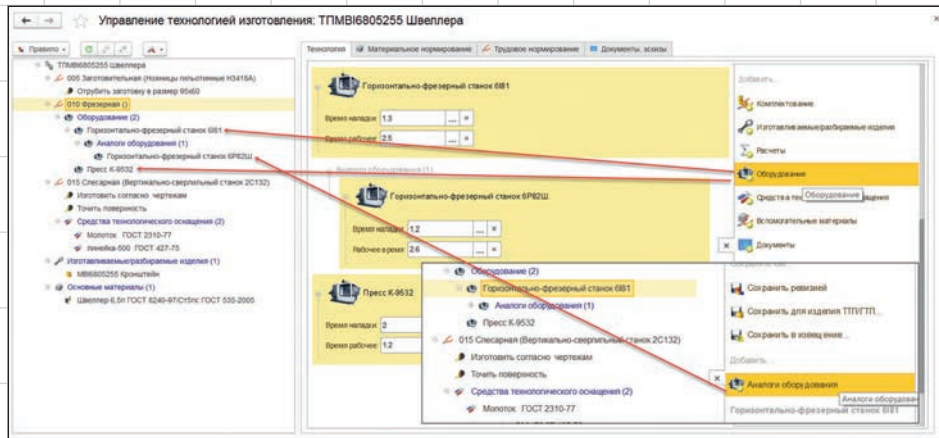 Управление технологией изготовления: ТПМВI6805255 Швеллера
Правило
ТПМВI6805255 Швеллера
005 Заготовительная (Ножницы гильотинные Н3418А)
Отрубить заготовку в размер 95х60
010 Фрезерная ()
Оборудование (2)
Горизонтально-фрезерный станок 6I81
Аналоги оборудования (1)
Горизонтально-фрезерный станок 6Р82Ш
Пресс К-9532
015 Слесарная (Вертикально-сверлильный станок 2С132)
Изготовить согласно чертежам
Точить поверхность
Средства технологического оснащения (2)
Молоток ГОСТ 2310-77
линейка-500 ГОСТ 427-75
Изготавливаемые/разбираемые изделия (1)
МВI6805255 Кронштейн
Основные материалы (1)
Швеллер 6,5п ГОСТ 8240-97/Ст5пс ГОСТ 535-2005
Технология
Материальное нормирование
Трудовое нормирование
Документы, эскизы
Горизонтально-фрезерный станок 6I81
Время наладки: 1.3
Время рабочее: 2.5
Аналоги оборудования (1)
Горизонтально-фрезерный станок 6Р82Ш
Время наладки: 1.2
Рабочее время: 2.6
Пресс К-9532
Время наладки: 2
Время рабочее: 1.2
Добавить...
Комплектование
Изготавливаемые/разбираемые изделия
Расчеты
Оборудование
Оборудование
Вспомогательные материалы
Документы
Оборудование (2)
Горизонтально-фрезерный станок 6I81
Аналоги оборудования (1)
Пресс К-9532
015 Слесарная (Вертикально-сверлильный станок 2С132)
Изготовить согласно чертежам
Точить поверхность
Средства технологического оснащения (2)
Молоток ГОСТ 2310-77
Сохранить ревизией
Сохранить для изделия ТТП/ГТП...
Сохранить в извещение...
Добавить...
Аналоги оборудования
Аналоги оборудован
Горизонтально-фрезерный станок 6I81